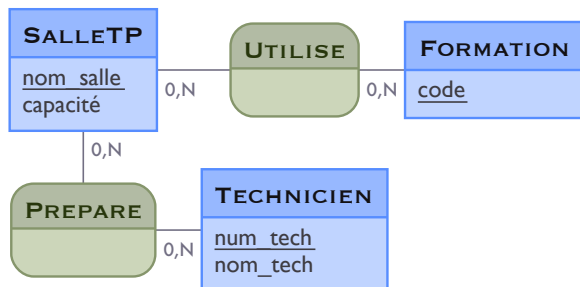 SALLETP
nom_salle
capacité
0,N
UTILISE
0,N
FORMATION
code
0,N
PREPARE
0,N
TECHNICIEN
num_tech
nom_tech